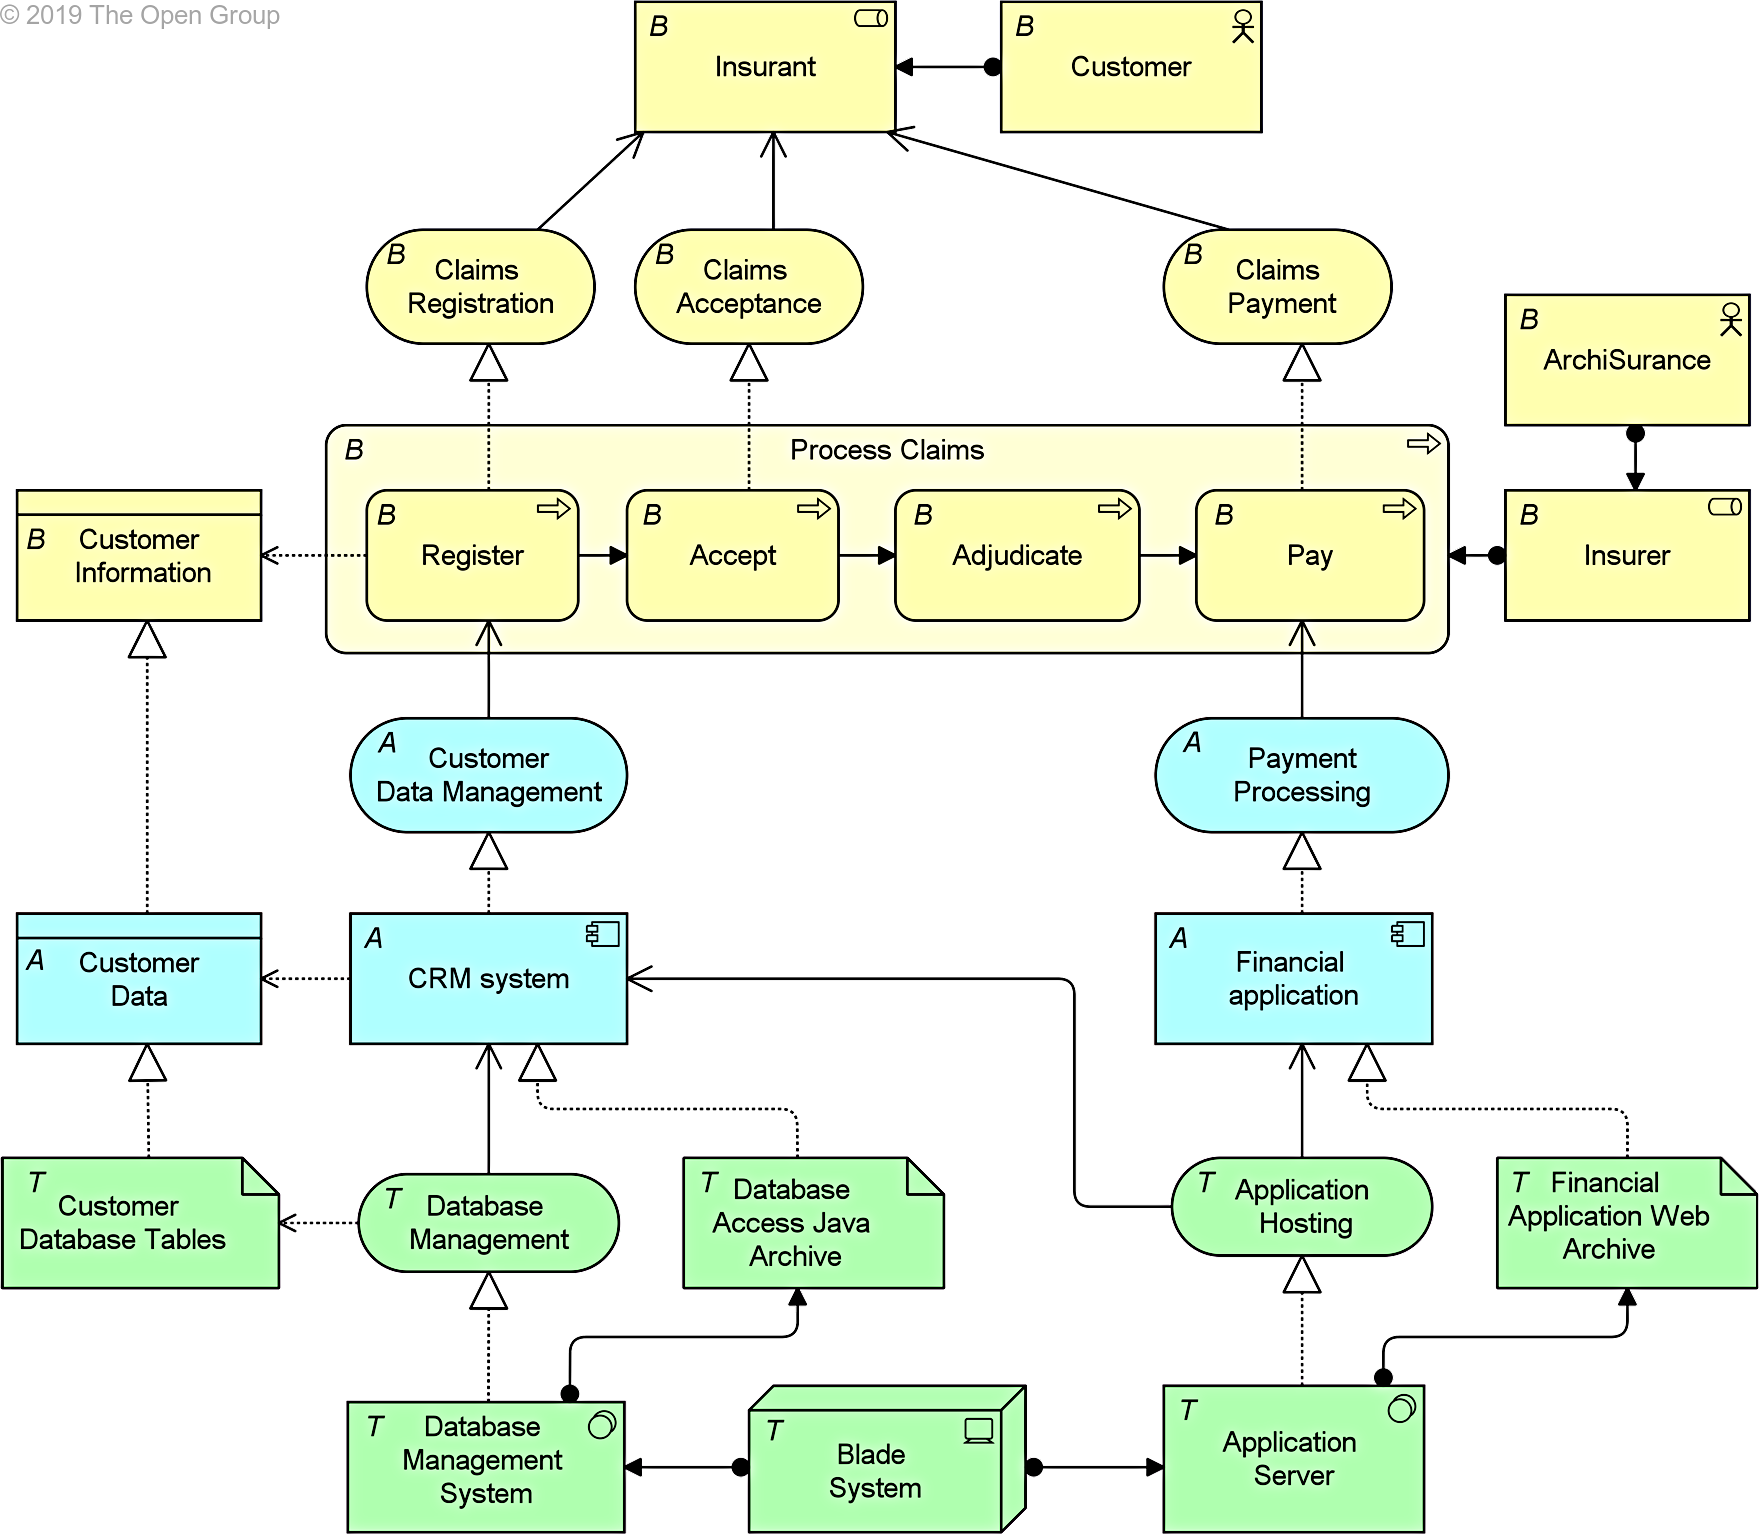 © 2019 The Open Group
B
Insurant
B
Customer
B
Claims
Registration
B
Claims
Acceptance
B
Claims
Payment
B
ArchiSurance
B
Process Claims
B
Customer
Information
B
Register
B
Accept
B
Adjudicate
B
Pay
B
Insurer
A
Customer
Data Management
A
Payment
Processing
A
Customer
Data
A
CRM system
A
Financial
application
T
Customer
Database Tables
T
Database
Management
T
Database
Access Java
Archive
T
Application
Hosting
T
Financial
Application Web
Archive
T
Database
Management
System
T
Blade
System
T
Application
Server